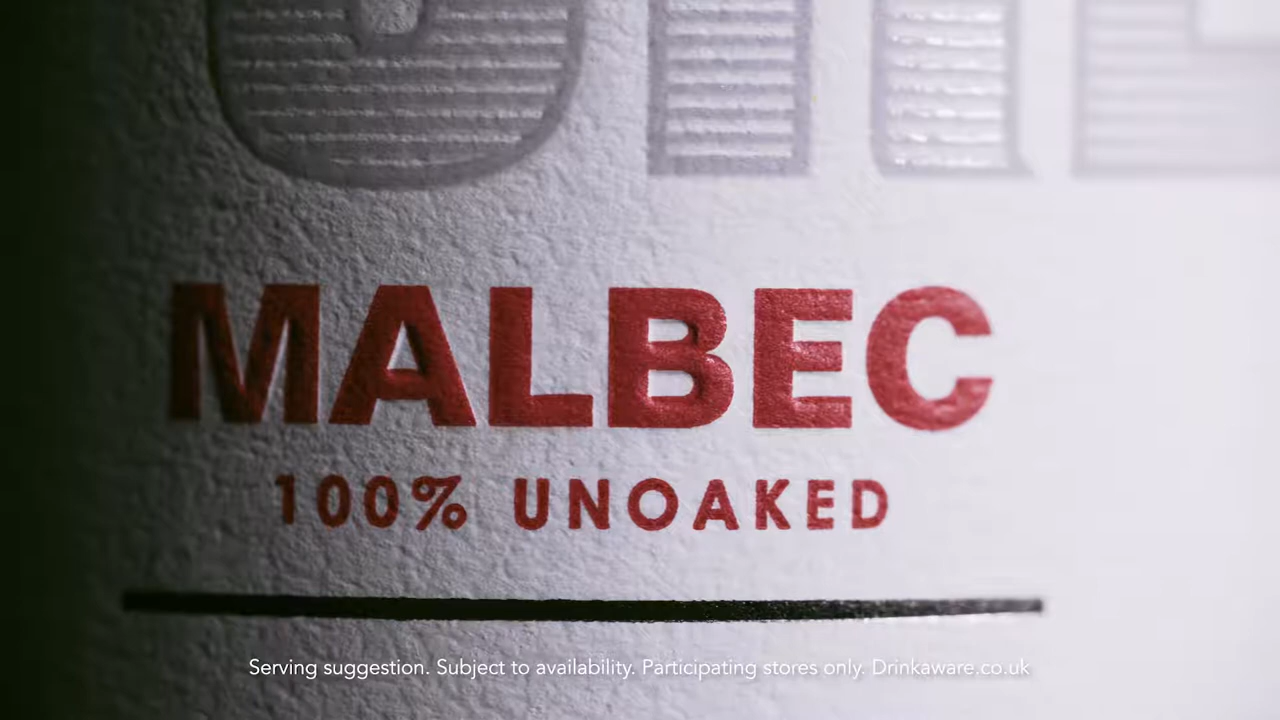 MALBEC
100% UNOAKED
Serving suggestion. Subject to availability. Participating stores only. Drinkaware.co.uk